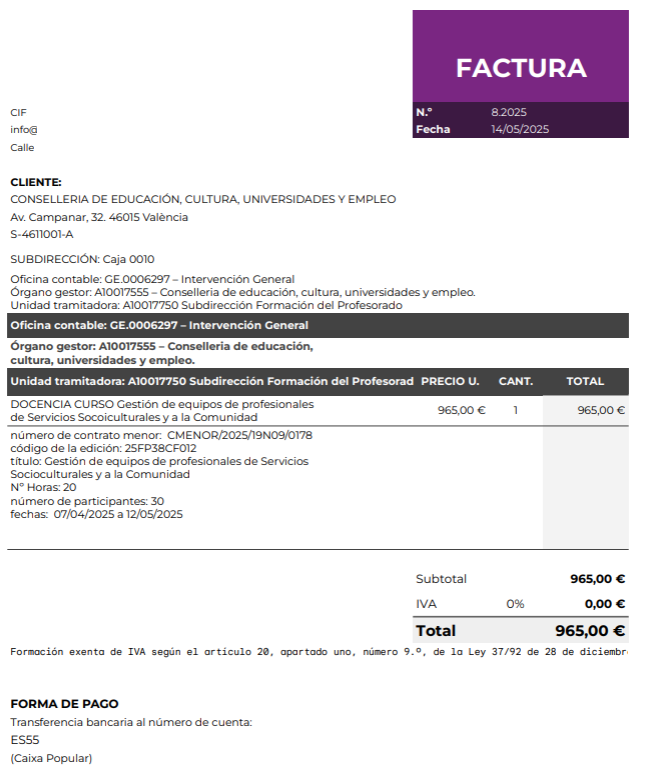 FACTURA
N.º 8.2025
Fecha 14/05/2025
CIF
info@
Calle
CLIENTE:
CONSELLERIA DE EDUCACIÓN, CULTURA, UNIVERSIDADES Y EMPLEO
Av. Campanar, 32. 46015 València
S-4611001-A
SUBDIRECCIÓN: Caja 0010
Oficina contable: GE.0006297 – Intervención General
Órgano gestor: A10017555 – Conselleria de educación, cultura, universidades y empleo.
Unidad tramitadora: A10017750 Subdirección Formación del Profesorado
Oficina contable: GE.0006297 – Intervención General
Órgano gestor: A10017555 – Conselleria de educación,
cultura, universidades y empleo.
Unidad tramitadora: A10017750 Subdirección Formación del Profesorad PRECIO U. CANT. TOTAL
DOCENCIA CURSO Gestión de equipos de profesionales
de Servicios Socoiculturales y a la Comunidad 965,00 € 1 965,00 €
número de contrato menor: CMENOR/2025/19N09/0178
código de la edición: 25FP38CF012
título: Gestión de equipos de profesionales de Servicios
Socioculturales y a la Comunidad
Nº Horas: 20
número de participantes: 30
fechas: 07/04/2025 a 12/05/2025
Subtotal 965,00 €
IVA 0% 0,00 €
Total 965,00 €
Formación exenta de IVA según el artículo 20, apartado uno, número 9.º, de la Ley 37/92 de 28 de diciembr
FORMA DE PAGO
Transferencia bancaria al número de cuenta:
ES55
(Caixa Popular)